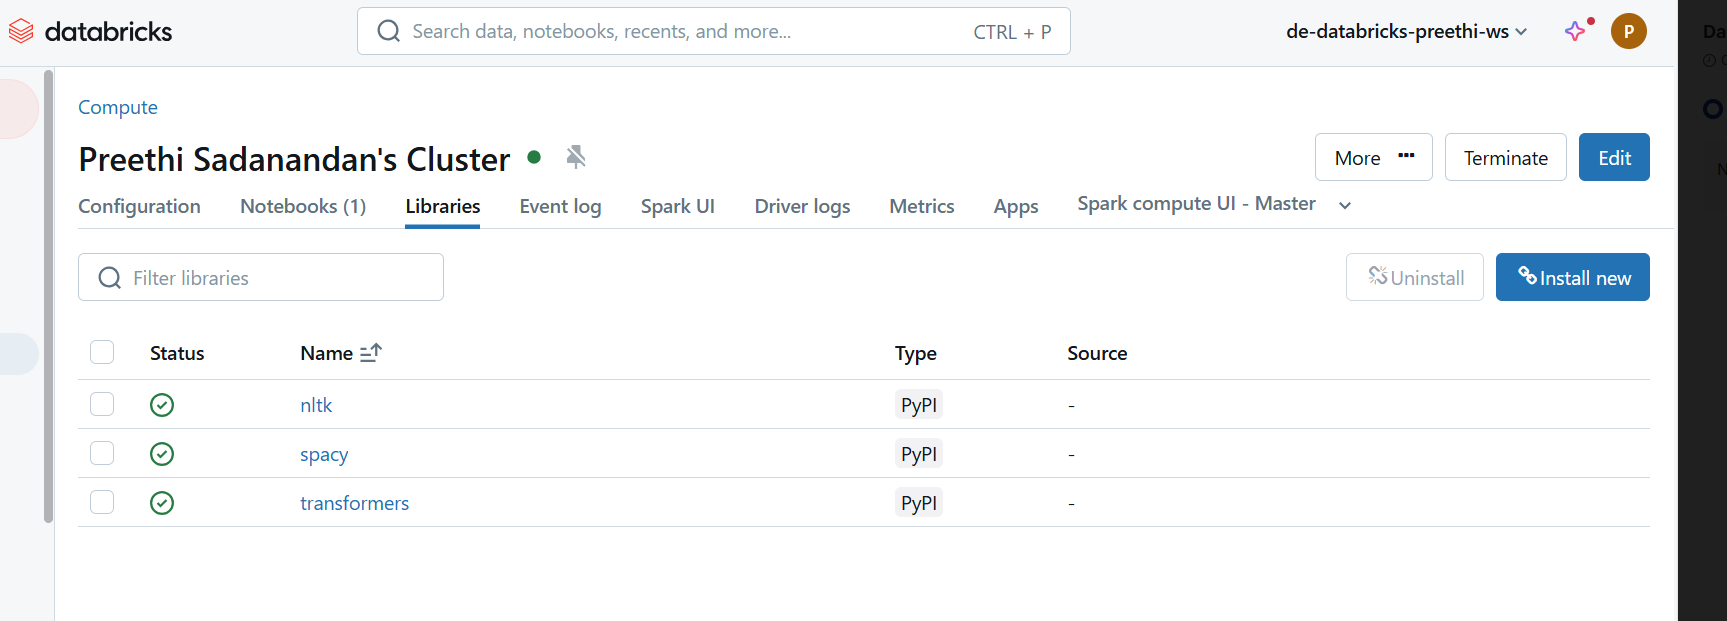 databricks
Search data, notebooks, recents, and more... CTRL + P
de-databricks-preethi-ws
P
Compute
Preethi Sadanandan's Cluster
More ··· Terminate Edit
Configuration Notebooks (1) Libraries Event log Spark UI Driver logs Metrics Apps Spark compute UI - Master
Filter libraries
Uninstall Install new
Status Name Type Source
nltk PyPI -
spacy PyPI -
transformers PyPI -